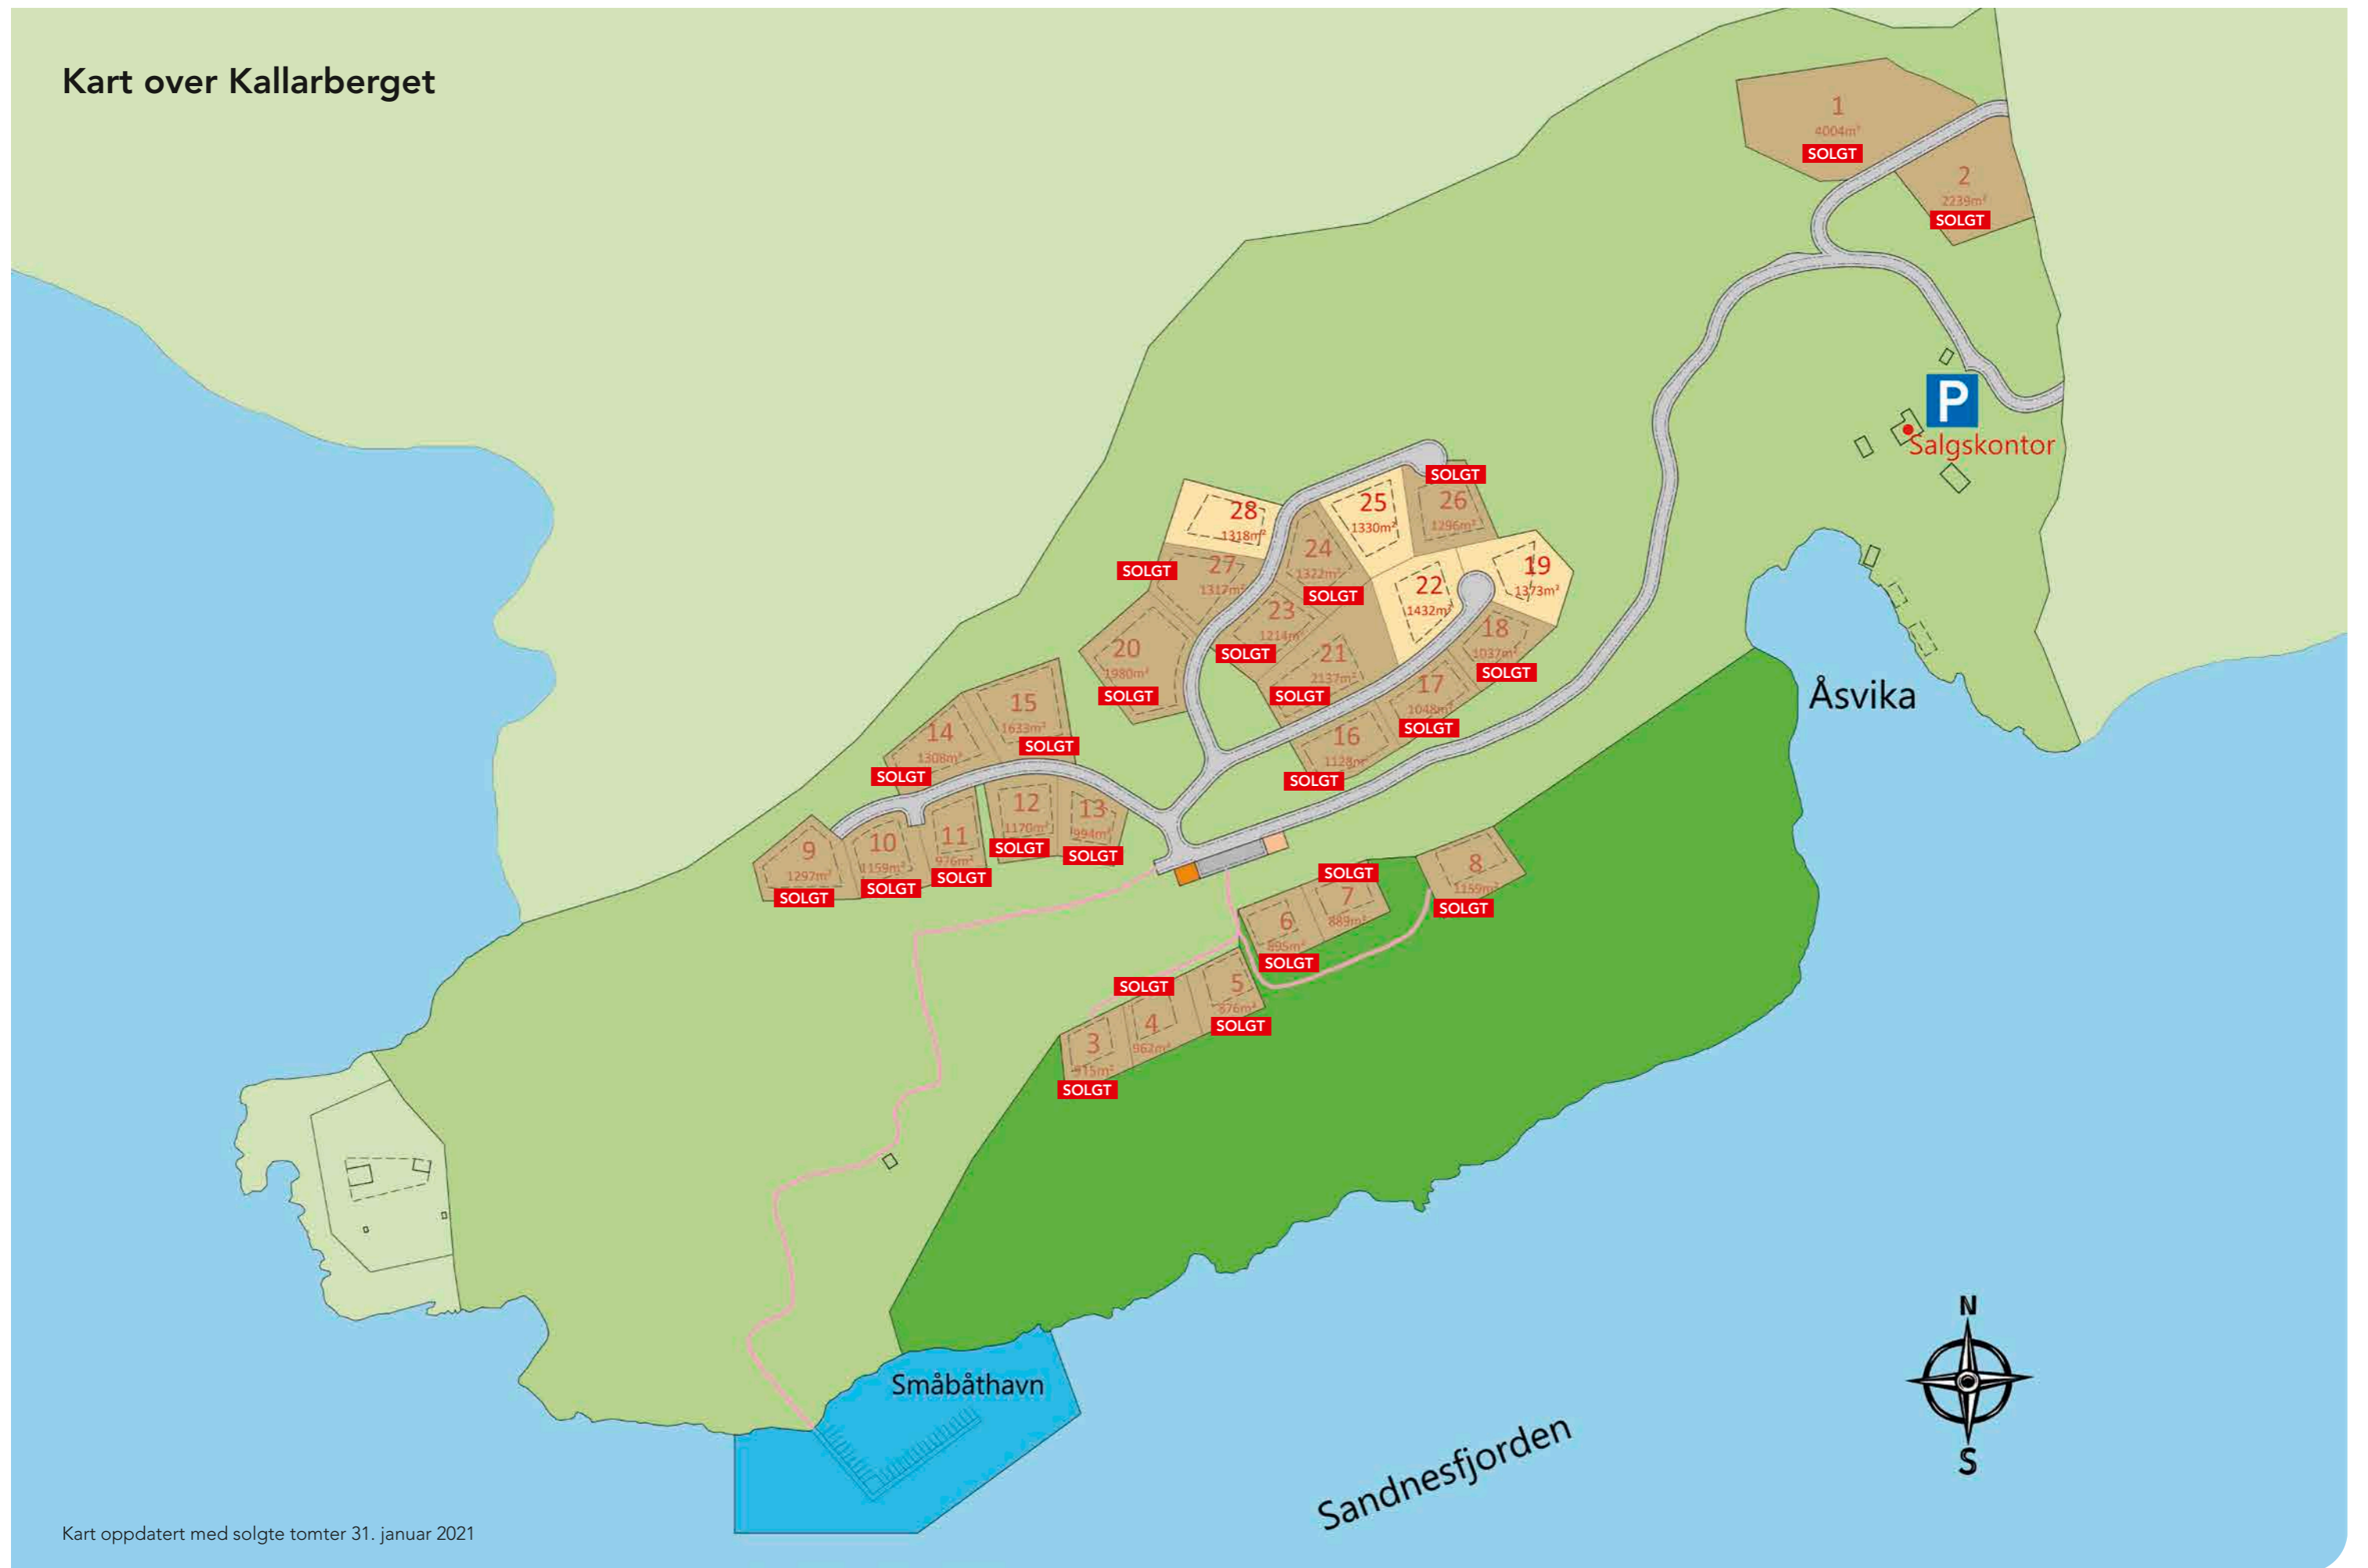 Kart over Kallarberget
1
4004m²
SOLGT
2
2239m²
SOLGT
P
Salgskontor
SOLGT
28
1318m²
25
1330m²
26
1296m²
24
1322m²
SOLGT
SOLGT
27
1317m²
19
1373m²
22
1432m²
23
1214m²
SOLGT
18
1037m²
SOLGT
20
1980m²
SOLGT
21
2137m²
SOLGT
17
1048m²
SOLGT
16
1128m²
SOLGT
15
1633m²
SOLGT
14
1308m²
SOLGT
12
1170m²
SOLGT
13
994m²
SOLGT
9
1297m²
SOLGT
10
1159m²
SOLGT
11
976m²
SOLGT
8
1159m²
SOLGT
SOLGT
7
889m²
6
895m²
SOLGT
SOLGT
5
876m²
SOLGT
4
962m²
3
915m²
SOLGT
Åsvika
Småbåthavn
Sandnesfjorden
N
S
Kart oppdatert med solgte tomter 31. januar 2021